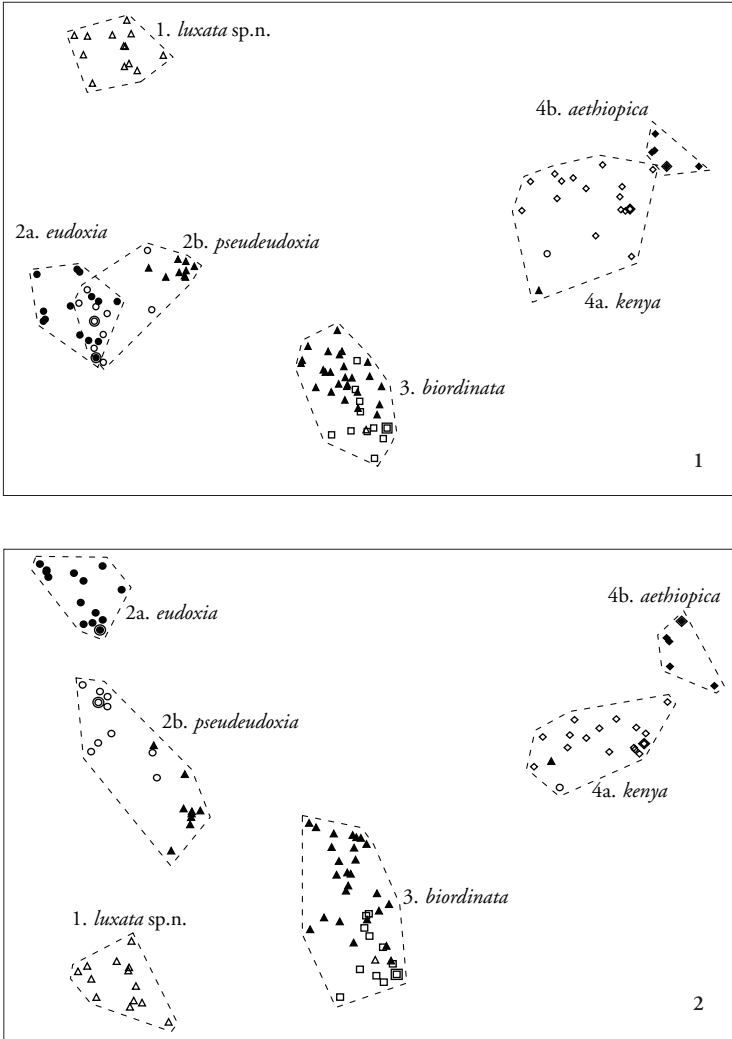 1. luxata sp.n.
4b. aethiopica
2a. eudoxia
2b. pseudeudoxia
4a. kenya
3. biordinata
1
2a. eudoxia
4b. aethiopica
2b. pseudeudoxia
4a. kenya
3. biordinata
1. luxata sp.n.
2